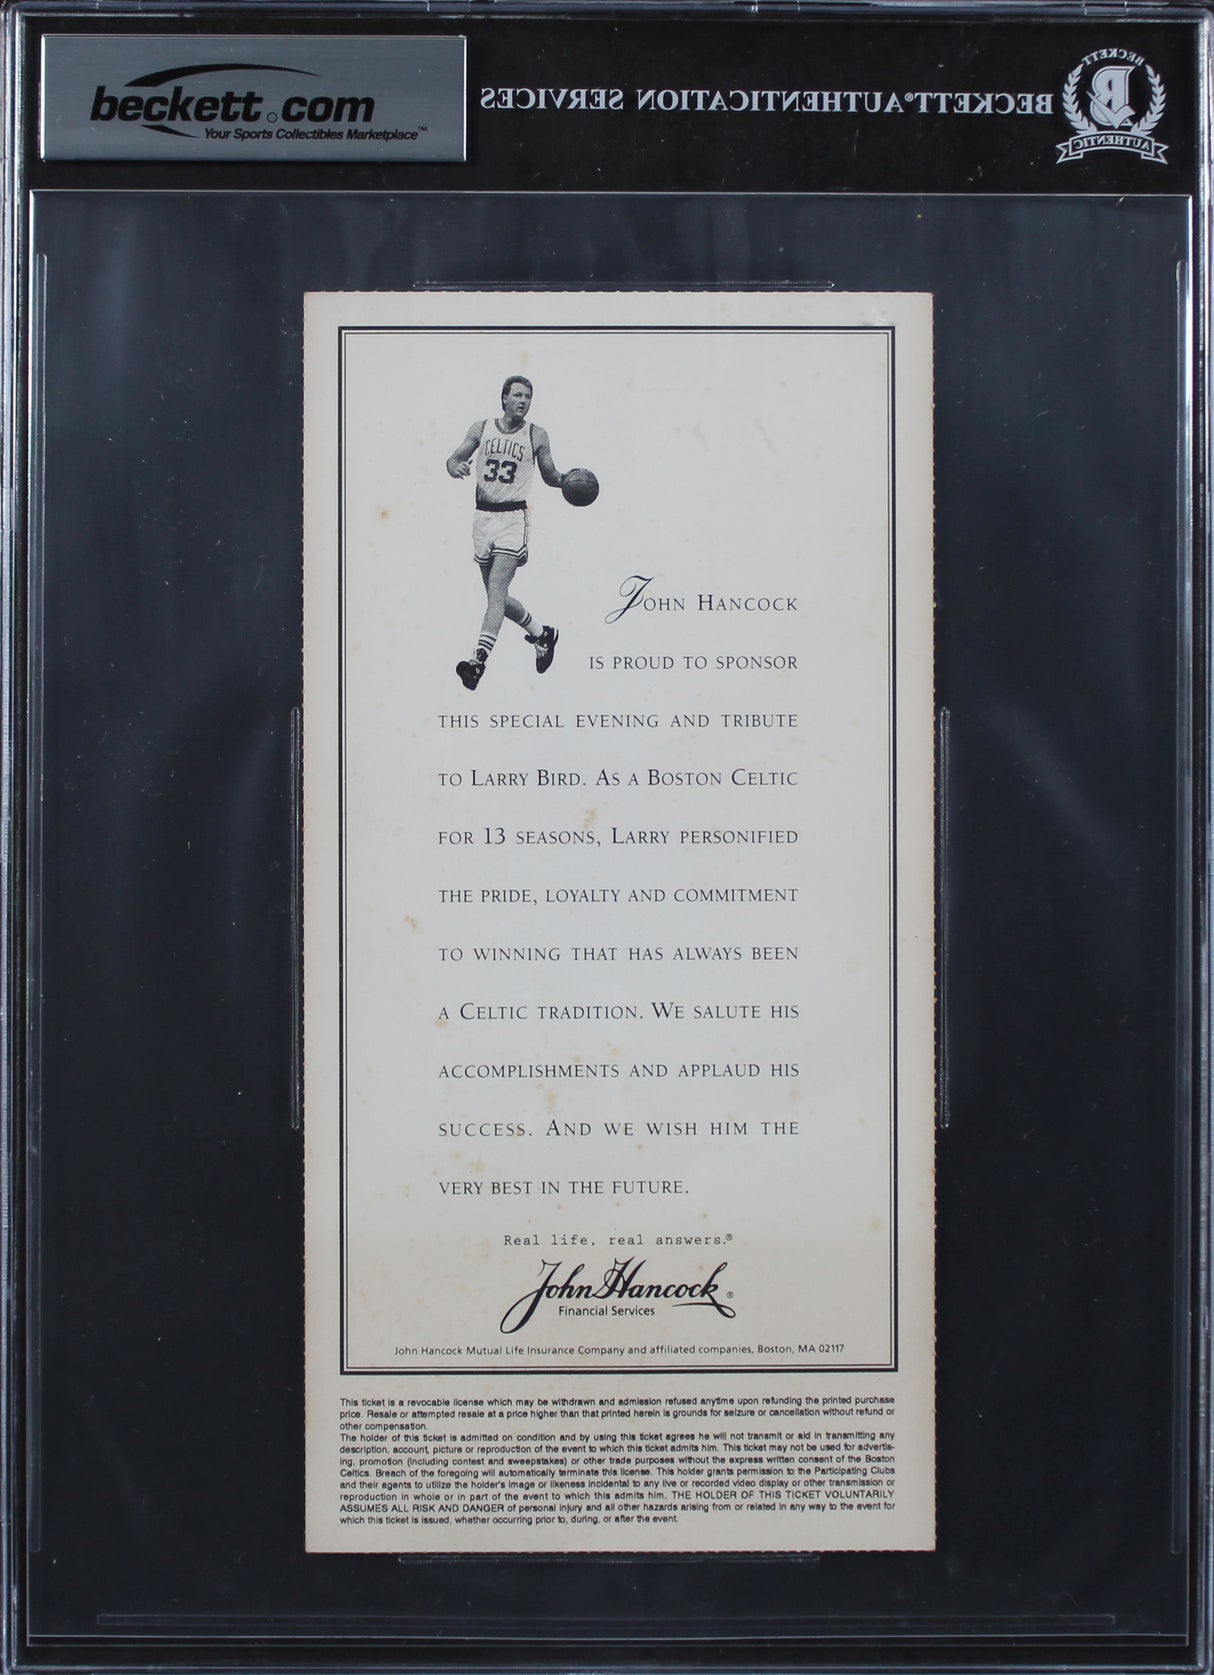 beckett.com
Your Sports Collectibles Marketplace™
BECKETT® AUTHENTICATION SERVICES
BECKETT
B
AUTHENTIC
CELTICS
33
JOHN HANCOCK
IS PROUD TO SPONSOR
THIS SPECIAL EVENING AND TRIBUTE
TO LARRY BIRD. AS A BOSTON CELTIC
FOR 13 SEASONS, LARRY PERSONIFIED
THE PRIDE, LOYALTY AND COMMITMENT
TO WINNING THAT HAS ALWAYS BEEN
A CELTIC TRADITION. WE SALUTE HIS
ACCOMPLISHMENTS AND APPLAUD HIS
SUCCESS. AND WE WISH HIM THE
VERY BEST IN THE FUTURE.
Real life, real answers.®
John Hancock®
Financial Services
John Hancock Mutual Life Insurance Company and affiliated companies, Boston, MA 02117
This ticket is a revocable license which may be withdrawn and admission refused anytime upon refunding the printed purchase
price. Resale or attempted resale at a price higher than that printed herein is grounds for seizure or cancellation without refund or
other compensation.
The holder of this ticket is admitted on condition and by using this ticket agrees he will not transmit or aid in transmitting any
description, account, picture or reproduction of the event to which this ticket admits him. This ticket may not be used for advertis-
ing, promotion (including contest and sweepstakes) or other trade purposes without the express written consent of the Boston
Celtics. Breach of the foregoing will automatically terminate this license. This holder grants permission to the Participating Clubs
and their agents to utilize the holder's image or likeness incidental to any live or recorded video display or other transmission or
reproduction in whole or in part of the event to which this admits him. THE HOLDER OF THIS TICKET VOLUNTARILY
ASSUMES ALL RISK AND DANGER of personal injury and all other hazards arising from or related in any way to the event for
which this ticket is issued, whether occurring prior to, during, or after the event.